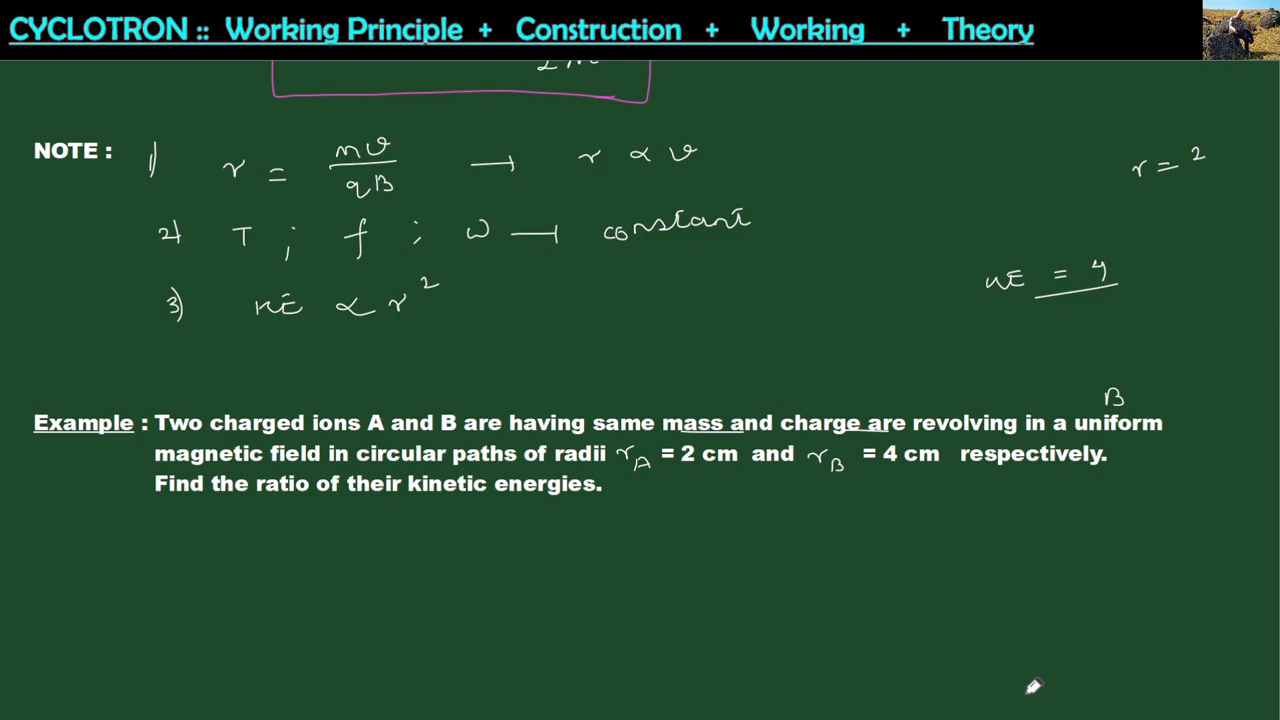 CYCLOTRON :: Working Principle + Construction + Working + Theory
2 m
NOTE : 1) r = mv / qB → r ∝ v
r = 2
2) T ; f ; ω → constant
KE = 4
3) KE ∝ r²
B
Example : Two charged ions A and B are having same mass and charge are revolving in a uniform
magnetic field in circular paths of radii rA = 2 cm and rB = 4 cm respectively.
Find the ratio of their kinetic energies.